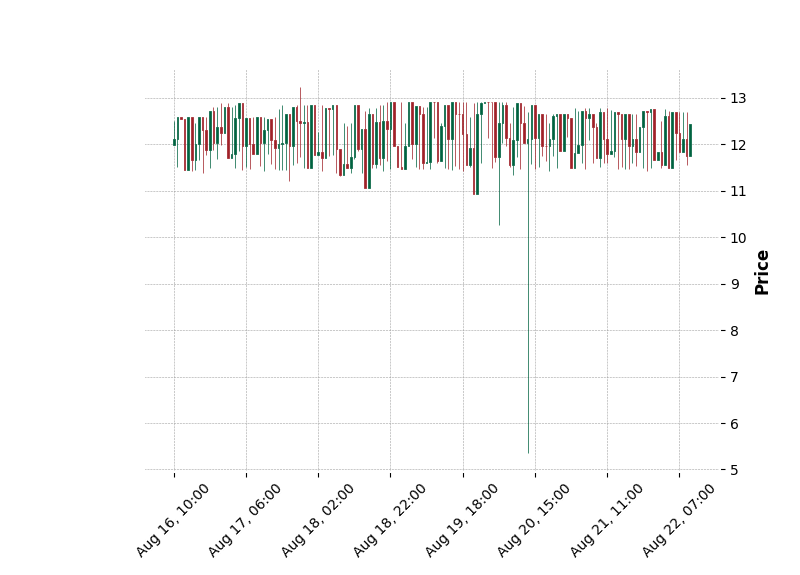 13
12
11
10
9
8
7
6
5
Price
Aug 16, 10:00
Aug 17, 06:00
Aug 18, 02:00
Aug 18, 22:00
Aug 19, 18:00
Aug 20, 15:00
Aug 21, 11:00
Aug 22, 07:00